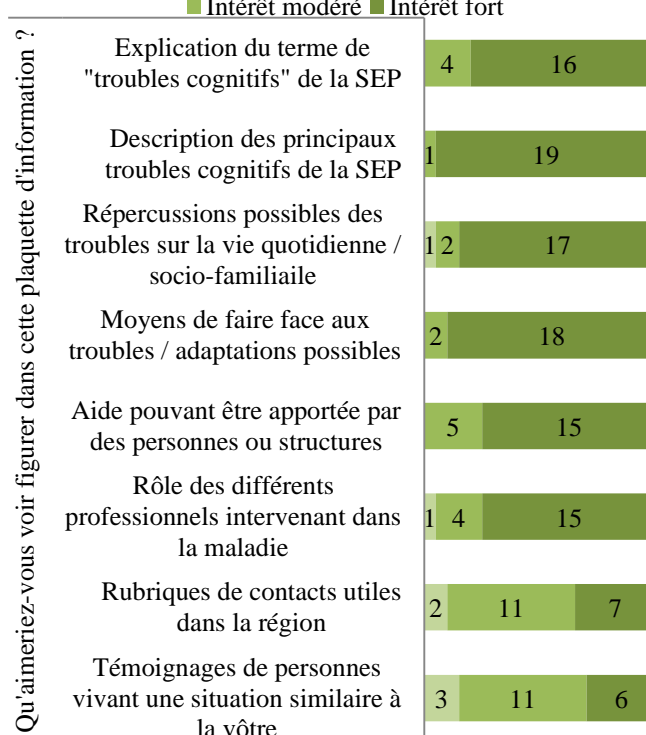 Intérêt modéré Intérêt fort
Qu'aimeriez-vous voir figurer dans cette plaquette d'information ?
Explication du terme de
"troubles cognitifs" de la SEP
4 16
Description des principaux
troubles cognitifs de la SEP
1 19
Répercussions possibles des
troubles sur la vie quotidienne /
socio-familiaile
1 2 17
Moyens de faire face aux
troubles / adaptations possibles
2 18
Aide pouvant être apportée par
des personnes ou structures
5 15
Rôle des différents
professionnels intervenant dans
la maladie
1 4 15
Rubriques de contacts utiles
dans la région
2 11 7
Témoignages de personnes
vivant une situation similaire à
la vôtre
3 11 6